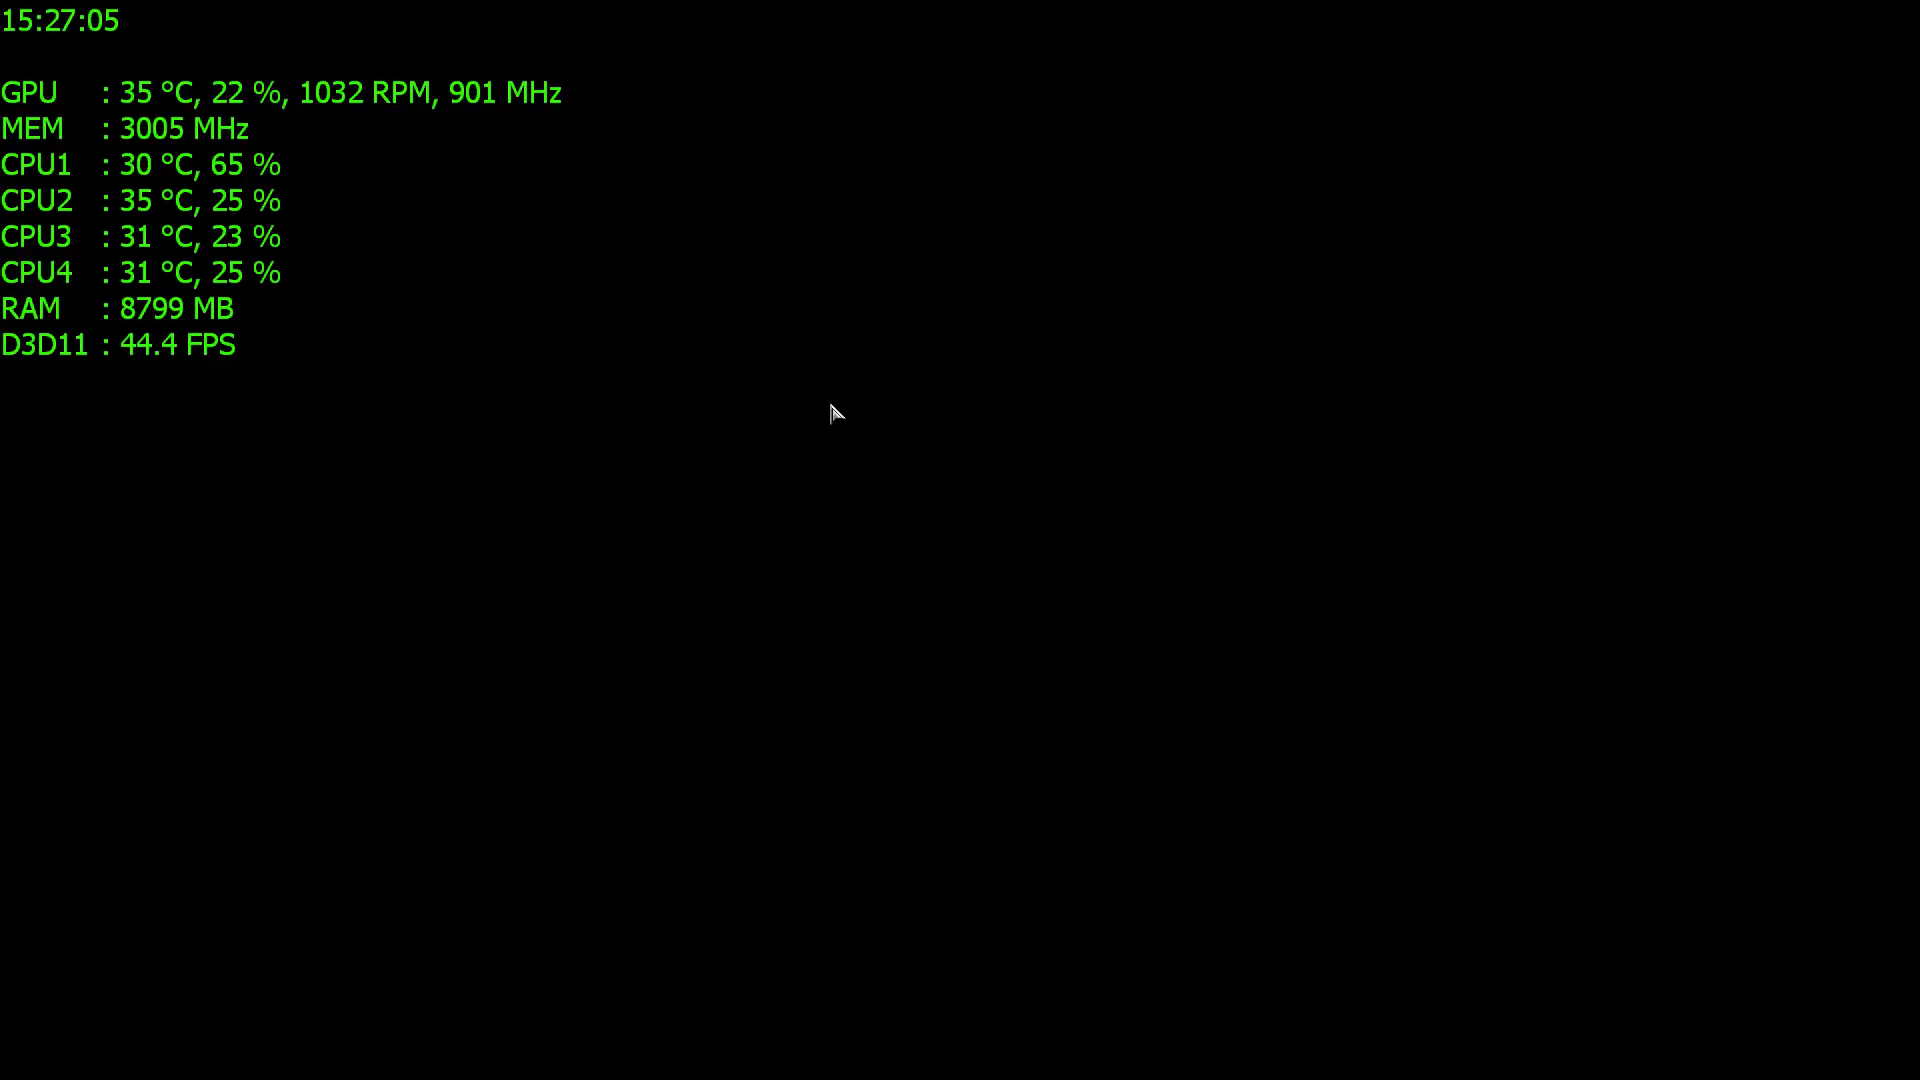 15:27:05
GPU : 35 °C, 22 %, 1032 RPM, 901 MHz
MEM : 3005 MHz
CPU1 : 30 °C, 65 %
CPU2 : 35 °C, 25 %
CPU3 : 31 °C, 23 %
CPU4 : 31 °C, 25 %
RAM : 8799 MB
D3D11 : 44.4 FPS